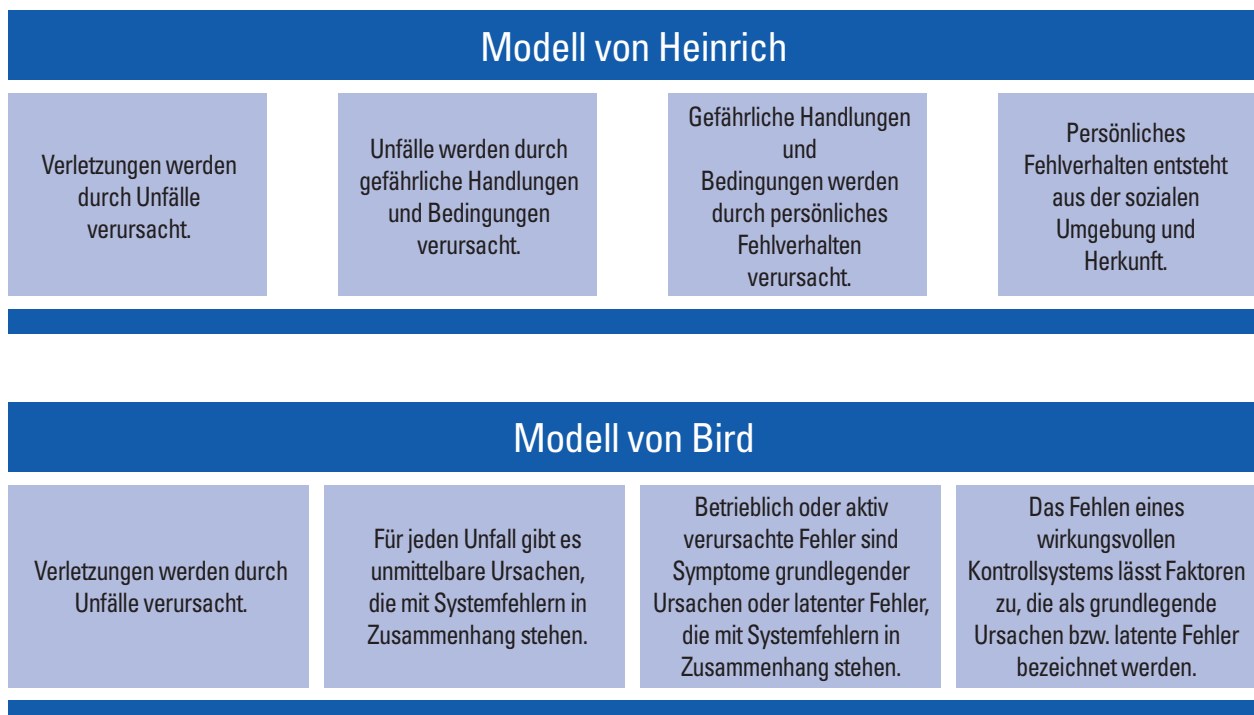 Modell von Heinrich
Verletzungen werden
durch Unfälle
verursacht.
Unfälle werden durch
gefährliche Handlungen
und Bedingungen
verursacht.
Gefährliche Handlungen
und
Bedingungen werden
durch persönliches
Fehlverhalten
verursacht.
Persönliches
Fehlverhalten entsteht
aus der sozialen
Umgebung und
Herkunft.
Modell von Bird
Verletzungen werden durch
Unfälle verursacht.
Für jeden Unfall gibt es
unmittelbare Ursachen,
die mit Systemfehlern in
Zusammenhang stehen.
Betrieblich oder aktiv
verursachte Fehler sind
Symptome grundlegender
Ursachen oder latenter Fehler,
die mit Systemfehlern in
Zusammenhang stehen.
Das Fehlen eines
wirkungsvollen
Kontrollsystems lässt Faktoren
zu, die als grundlegende
Ursachen bzw. latente Fehler
bezeichnet werden.